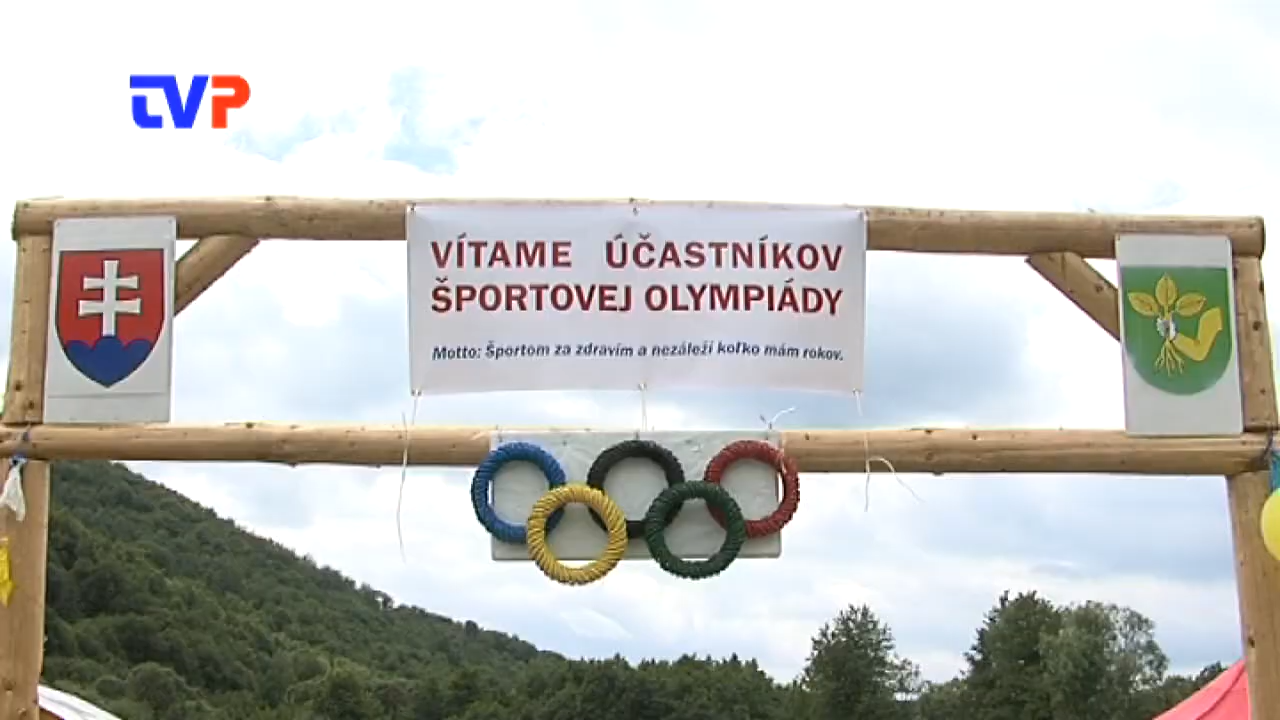 TVP
VÍTAME ÚČASTNÍKOV
ŠPORTOVEJ OLYMPIÁDY
Motto: Športom za zdravím a nezáleží koľko mám rokov.